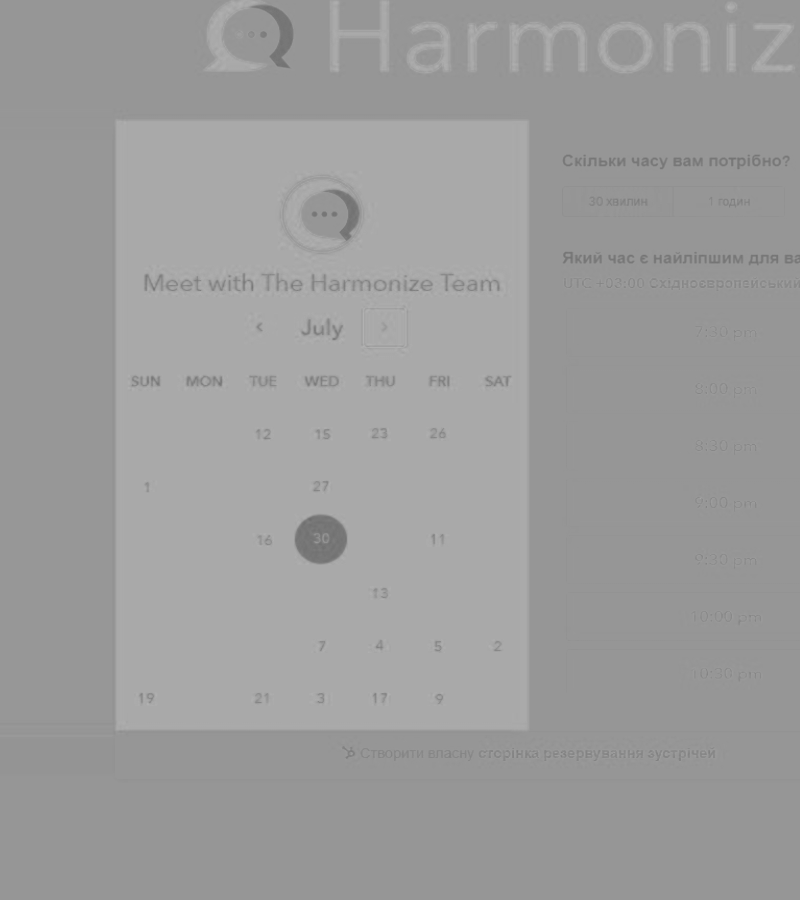 Harmoniz
Meet with The Harmonize Team
July
SUN MON TUE WED THU FRI SAT
12 15 23 26
1 27
16 30 11
13
7 4 5 2
19 21 3 17 9
Скільки часу вам потрібно?
30 хвилин 1 годин
Який час є найліпшим для ва
UTC +03:00 Східноєвропейський
7:30 pm
8:00 pm
8:30 pm
9:00 pm
9:30 pm
10:00 pm
10:30 pm
Створити власну сторінка резервування зустрічей